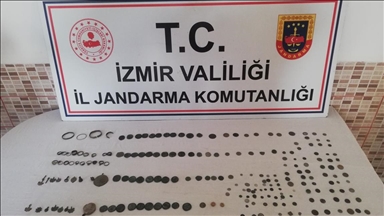 T.C.
İZMİR VALİLİĞİ
İL JANDARMA KOMUTANLIĞI